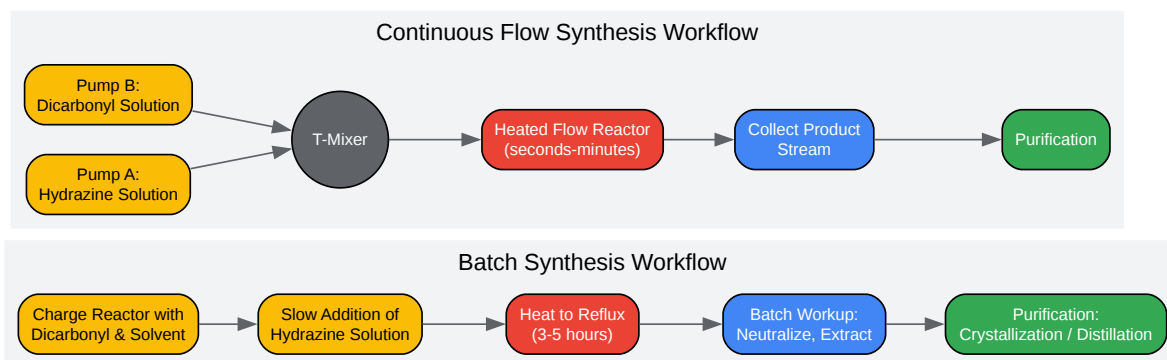 Continuous Flow Synthesis Workflow
Pump B:
Dicarbonyl Solution
Pump A:
Hydrazine Solution
T-Mixer
Heated Flow Reactor
(seconds-minutes)
Collect Product
Stream
Purification
Batch Synthesis Workflow
Charge Reactor with
Dicarbonyl & Solvent
Slow Addition of
Hydrazine Solution
Heat to Reflux
(3-5 hours)
Batch Workup:
Neutralize, Extract
Purification:
Crystallization / Distillation